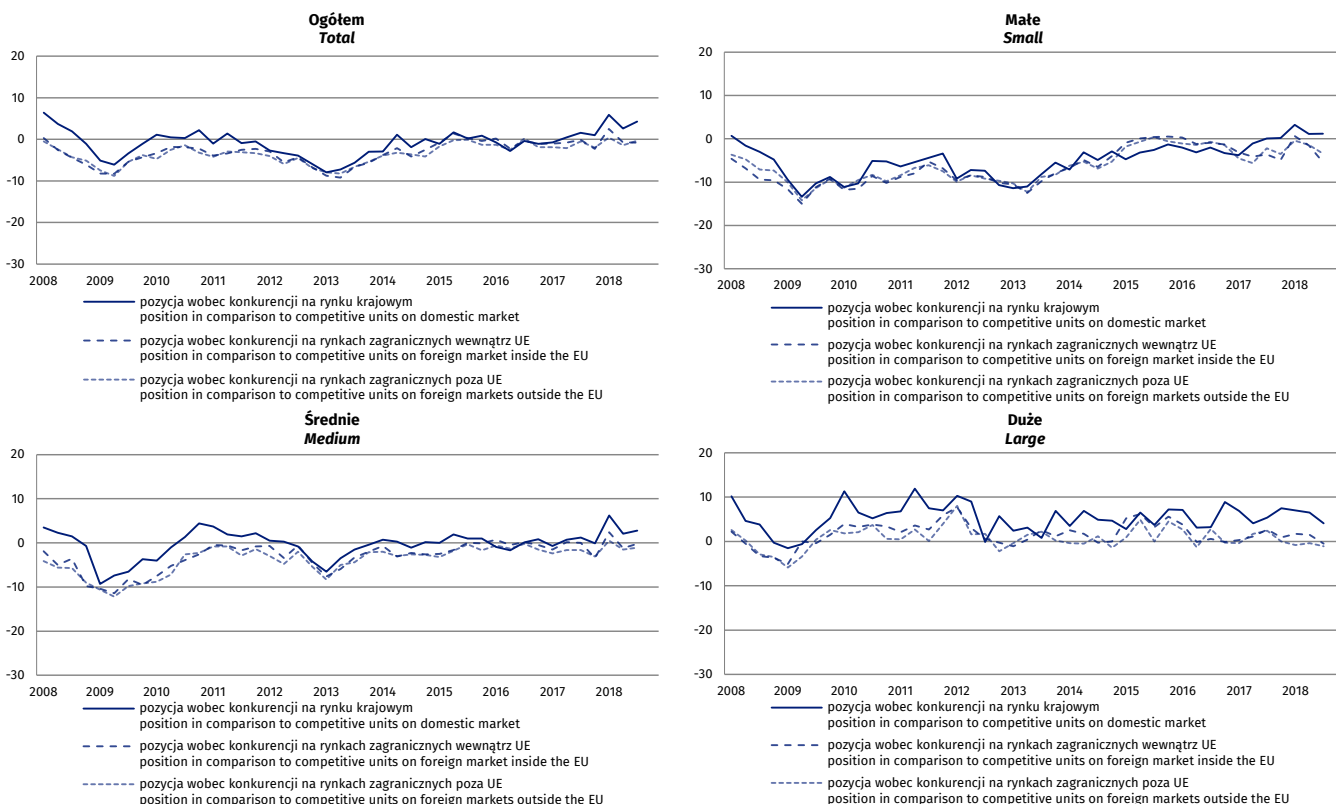 Ogółem
Total
20
10
0
-10
-20
-30
2008 2009 2010 2011 2012 2013 2014 2015 2016 2017 2018
pozycja wobec konkurencji na rynku krajowym
position in comparison to competitive units on domestic market
pozycja wobec konkurencji na rynkach zagranicznych wewnątrz UE
position in comparison to competitive units on foreign market inside the EU
pozycja wobec konkurencji na rynkach zagranicznych poza UE
position in comparison to competitive units on foreign markets outside the EU
Małe
Small
20
10
0
-10
-20
-30
2008 2009 2010 2011 2012 2013 2014 2015 2016 2017 2018
pozycja wobec konkurencji na rynku krajowym
position in comparison to competitive units on domestic market
pozycja wobec konkurencji na rynkach zagranicznych wewnątrz UE
position in comparison to competitive units on foreign market inside the EU
pozycja wobec konkurencji na rynkach zagranicznych poza UE
position in comparison to competitive units on foreign markets outside the EU
Średnie
Medium
20
10
0
-10
-20
-30
2008 2009 2010 2011 2012 2013 2014 2015 2016 2017 2018
pozycja wobec konkurencji na rynku krajowym
position in comparison to competitive units on domestic market
pozycja wobec konkurencji na rynkach zagranicznych wewnątrz UE
position in comparison to competitive units on foreign market inside the EU
pozycja wobec konkurencji na rynkach zagranicznych poza UE
position in comparison to competitive units on foreign markets outside the EU
Duże
Large
20
10
0
-10
-20
-30
2008 2009 2010 2011 2012 2013 2014 2015 2016 2017 2018
pozycja wobec konkurencji na rynku krajowym
position in comparison to competitive units on domestic market
pozycja wobec konkurencji na rynkach zagranicznych wewnątrz UE
position in comparison to competitive units on foreign market inside the EU
pozycja wobec konkurencji na rynkach zagranicznych poza UE
position in comparison to competitive units on foreign markets outside the EU